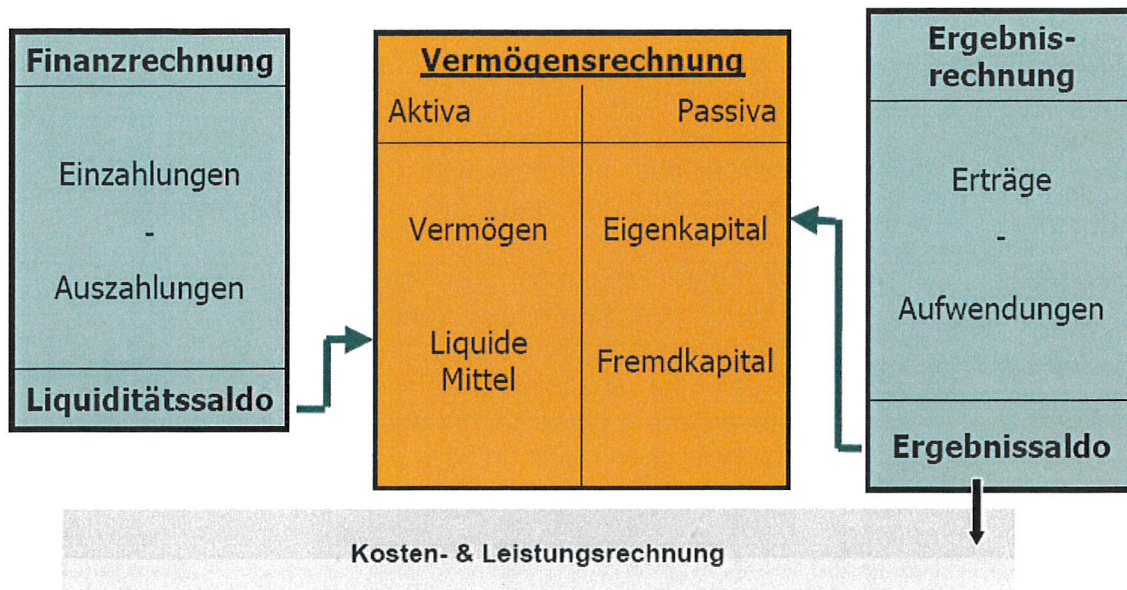 Finanzrechnung
Einzahlungen
-
Auszahlungen
Liquiditätssaldo
Vermögensrechnung
Aktiva
Passiva
Vermögen
Eigenkapital
Liquide
Mittel
Fremdkapital
Ergebnis-
rechnung
Erträge
-
Aufwendungen
Ergebnissaldo
Kosten- & Leistungsrechnung